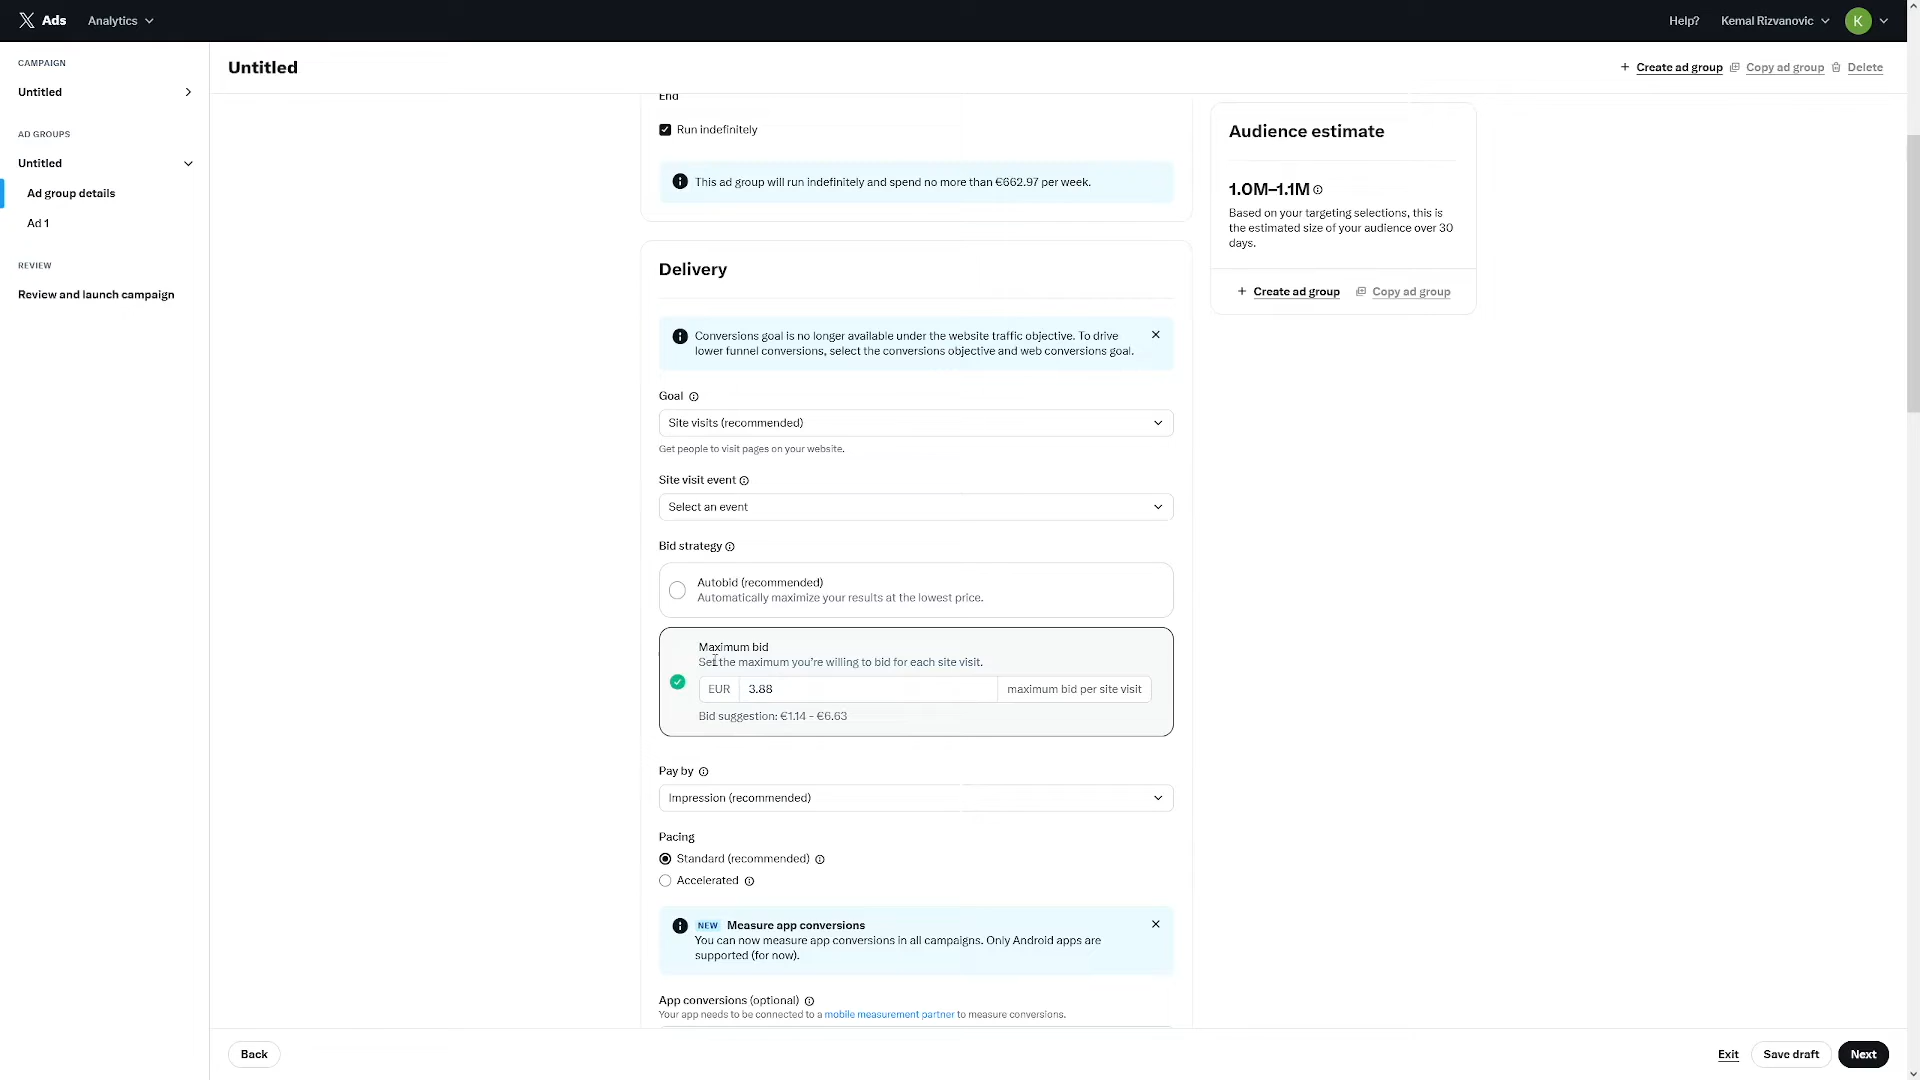 Ads
Analytics
Help?
Kemal Rizvanovic
K
CAMPAIGN
Untitled
AD GROUPS
Untitled
Ad group details
Ad 1
REVIEW
Review and launch campaign
Untitled
+ Create ad group
Copy ad group
Delete
End
Run indefinitely
This ad group will run indefinitely and spend no more than €662.97 per week.
Delivery
Conversions goal is no longer available under the website traffic objective. To drive
lower funnel conversions, select the conversions objective and web conversions goal.
Goal
Site visits (recommended)
Get people to visit pages on your website.
Site visit event
Select an event
Bid strategy
Autobid (recommended)
Automatically maximize your results at the lowest price.
Maximum bid
Set the maximum you're willing to bid for each site visit.
EUR 3.88 maximum bid per site visit
Bid suggestion: €1.14 - €6.63
Pay by
Impression (recommended)
Pacing
Standard (recommended)
Accelerated
NEW Measure app conversions
You can now measure app conversions in all campaigns. Only Android apps are
supported (for now).
App conversions (optional)
Your app needs to be connected to a mobile measurement partner to measure conversions.
Audience estimate
1.0M–1.1M
Based on your targeting selections, this is
the estimated size of your audience over 30
days.
+ Create ad group
Copy ad group
Back
Exit
Save draft
Next